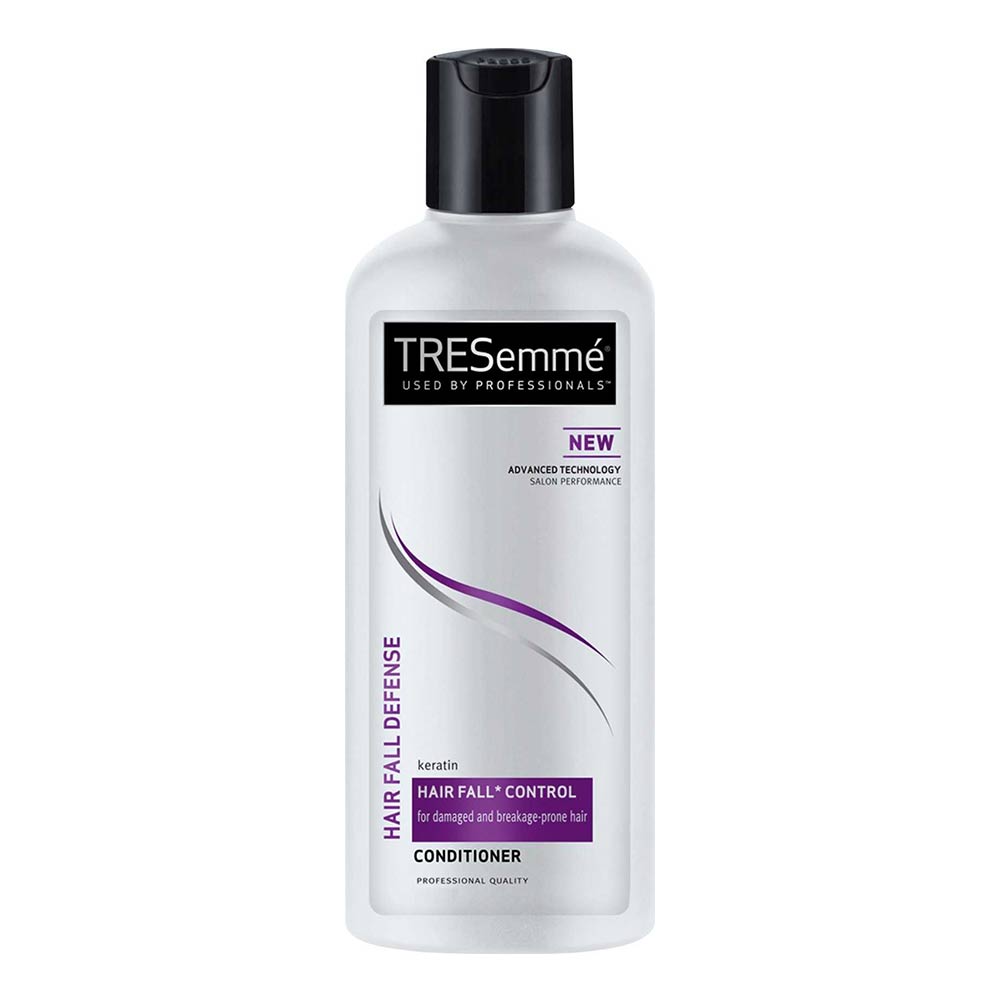 TRESemmé®
USED BY PROFESSIONALS™
NEW
ADVANCED TECHNOLOGY
SALON PERFORMANCE
HAIR FALL DEFENSE
keratin
HAIR FALL* CONTROL
for damaged and breakage-prone hair
CONDITIONER
PROFESSIONAL QUALITY